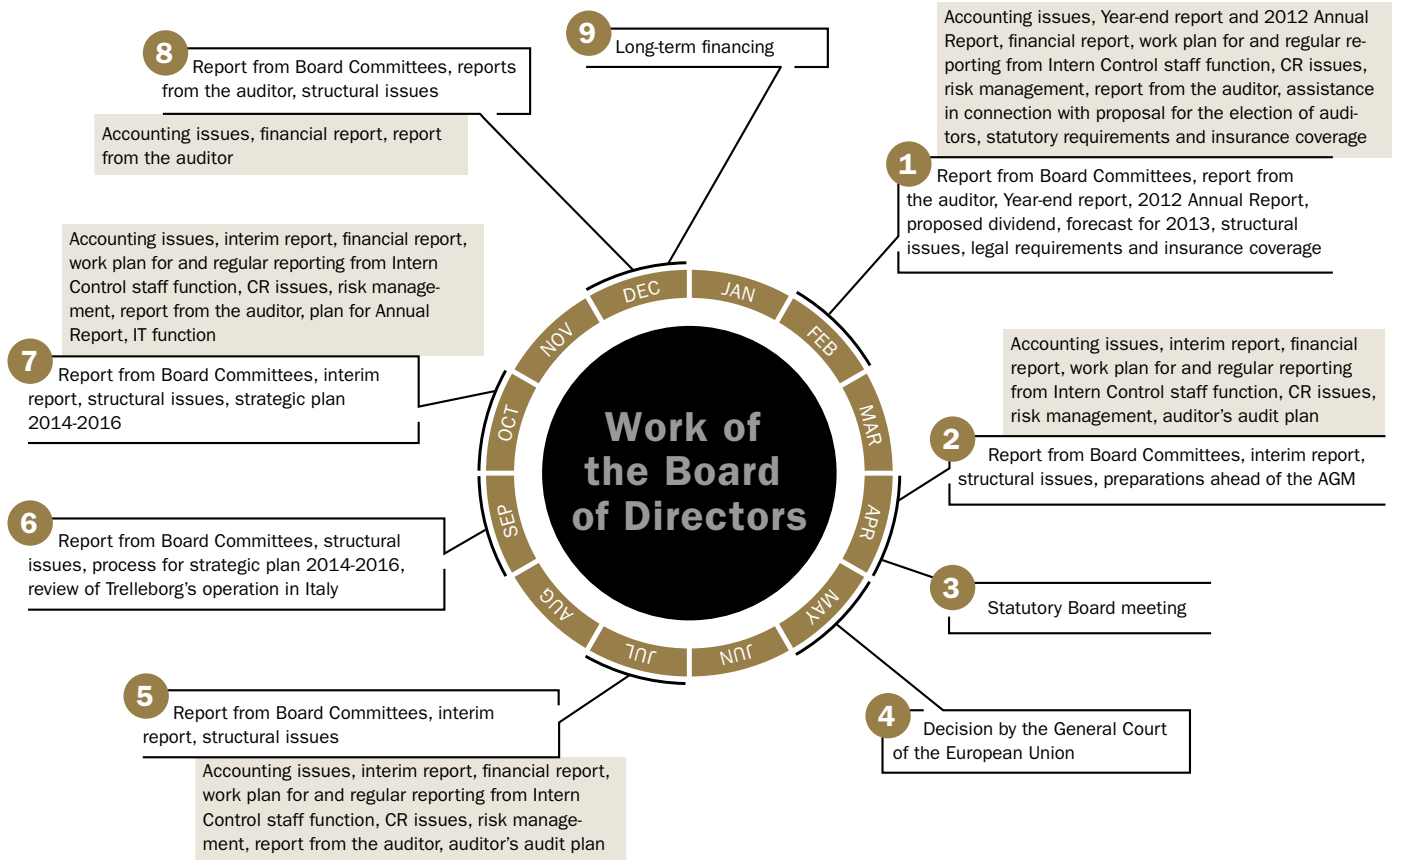 Accounting issues, Year-end report and 2012 Annual
Report, financial report, work plan for and regular re-
porting from Intern Control staff function, CR issues,
risk management, report from the auditor, assistance
in connection with proposal for the election of audi-
tors, statutory requirements and insurance coverage
1
Report from Board Committees, report from
the auditor, Year-end report, 2012 Annual Report,
proposed dividend, forecast for 2013, structural
issues, legal requirements and insurance coverage
Accounting issues, interim report, financial
report, work plan for and regular reporting
from Intern Control staff function, CR issues,
risk management, auditor's audit plan
2
Report from Board Committees, interim report,
structural issues, preparations ahead of the AGM
3
Statutory Board meeting
4
Decision by the General Court
of the European Union
5
Report from Board Committees, interim
report, structural issues
Accounting issues, interim report, financial report,
work plan for and regular reporting from Intern
Control staff function, CR issues, risk manage-
ment, report from the auditor, auditor's audit plan
6
Report from Board Committees, structural
issues, process for strategic plan 2014-2016,
review of Trelleborg's operation in Italy
Accounting issues, interim report, financial report,
work plan for and regular reporting from Intern
Control staff function, CR issues, risk manage-
ment, report from the auditor, plan for Annual
Report, IT function
7
Report from Board Committees, interim
report, structural issues, strategic plan
2014-2016
8
Report from Board Committees, reports
from the auditor, structural issues
Accounting issues, financial report, report
from the auditor
9
Long-term financing
JAN
FEB
MAR
APR
MAY
JUN
JUL
AUG
SEP
OCT
NOV
DEC
Work of
the Board
of Directors